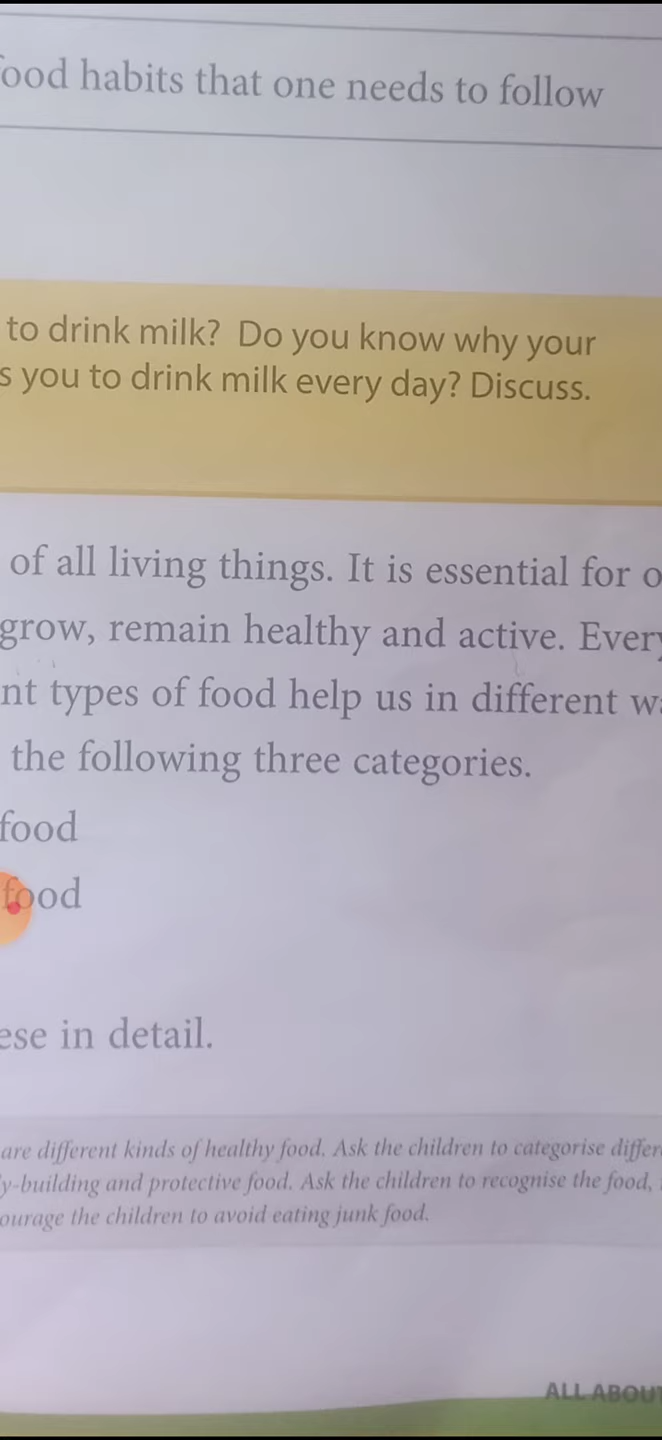 food habits that one needs to follow
to drink milk? Do you know why your
s you to drink milk every day? Discuss.
of all living things. It is essential for o
grow, remain healthy and active. Every
nt types of food help us in different wa
the following three categories.
food
food
ese in detail.
are different kinds of healthy food. Ask the children to categorise differ
y-building and protective food. Ask the children to recognise the food,
ourage the children to avoid eating junk food.
ALL ABOUT